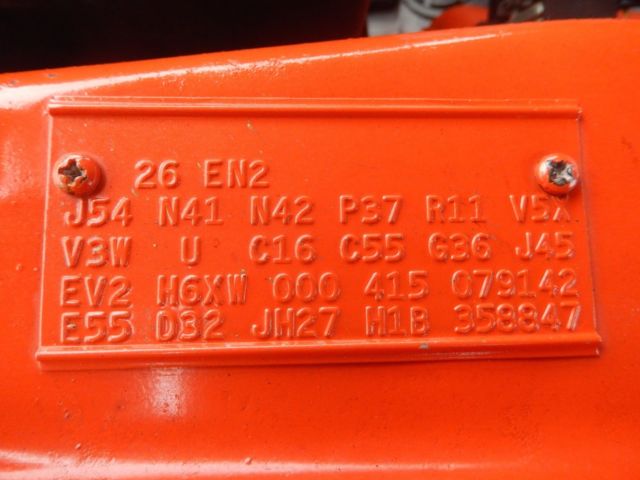 26 EN2
J54 N41 N42 P37 R11 V5X
V3W U C16 C55 G36 J45
EV2 H6XW 000 415 079142
E55 D32 JH27 M1B 358847